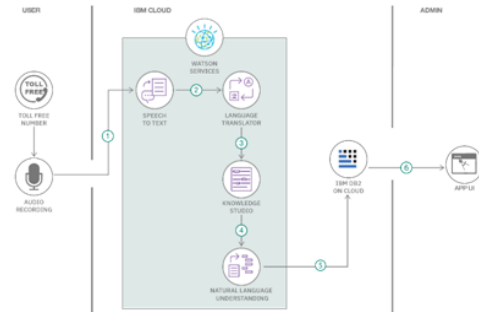 USER
IBM CLOUD
ADMIN
WATSON
SERVICES
TOLL
FREE
TOLL FREE
NUMBER
1
2
SPEECH
TO TEXT
LANGUAGE
TRANSLATOR
3
AUDIO
RECORDING
KNOWLEDGE
STUDIO
IBM DB2
ON CLOUD
6
APP UI
4
NATURAL LANGUAGE
UNDERSTANDING
5